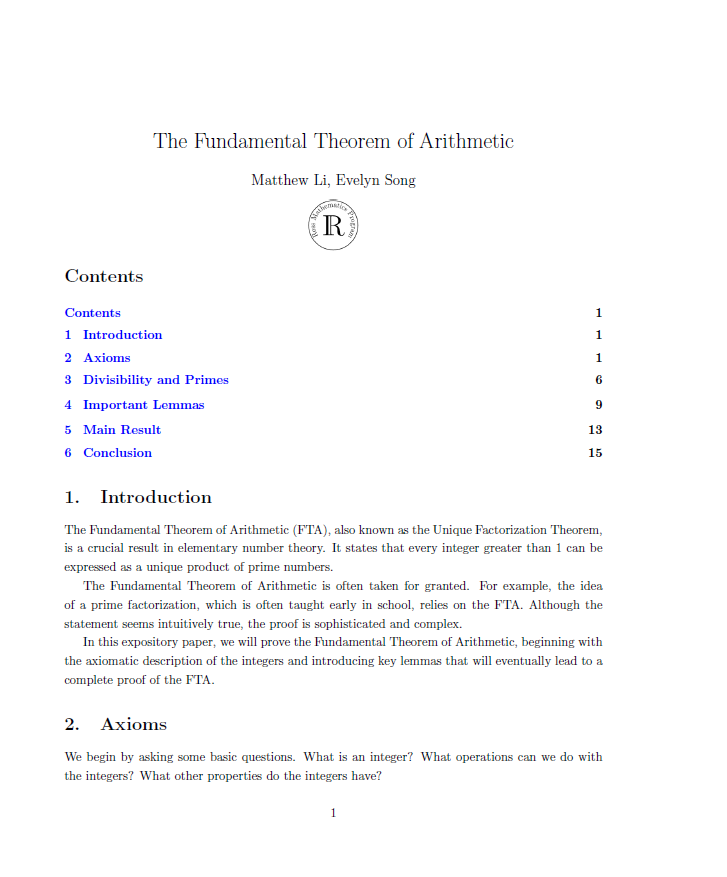 The Fundamental Theorem of Arithmetic
Matthew Li, Evelyn Song
Ross Mathematics Program
R
Contents
Contents 1
1 Introduction 1
2 Axioms 1
3 Divisibility and Primes 6
4 Important Lemmas 9
5 Main Result 13
6 Conclusion 15
1. Introduction
The Fundamental Theorem of Arithmetic (FTA), also known as the Unique Factorization Theorem,
is a crucial result in elementary number theory. It states that every integer greater than 1 can be
expressed as a unique product of prime numbers.
The Fundamental Theorem of Arithmetic is often taken for granted. For example, the idea
of a prime factorization, which is often taught early in school, relies on the FTA. Although the
statement seems intuitively true, the proof is sophisticated and complex.
In this expository paper, we will prove the Fundamental Theorem of Arithmetic, beginning with
the axiomatic description of the integers and introducing key lemmas that will eventually lead to a
complete proof of the FTA.
2. Axioms
We begin by asking some basic questions. What is an integer? What operations can we do with
the integers? What other properties do the integers have?
1